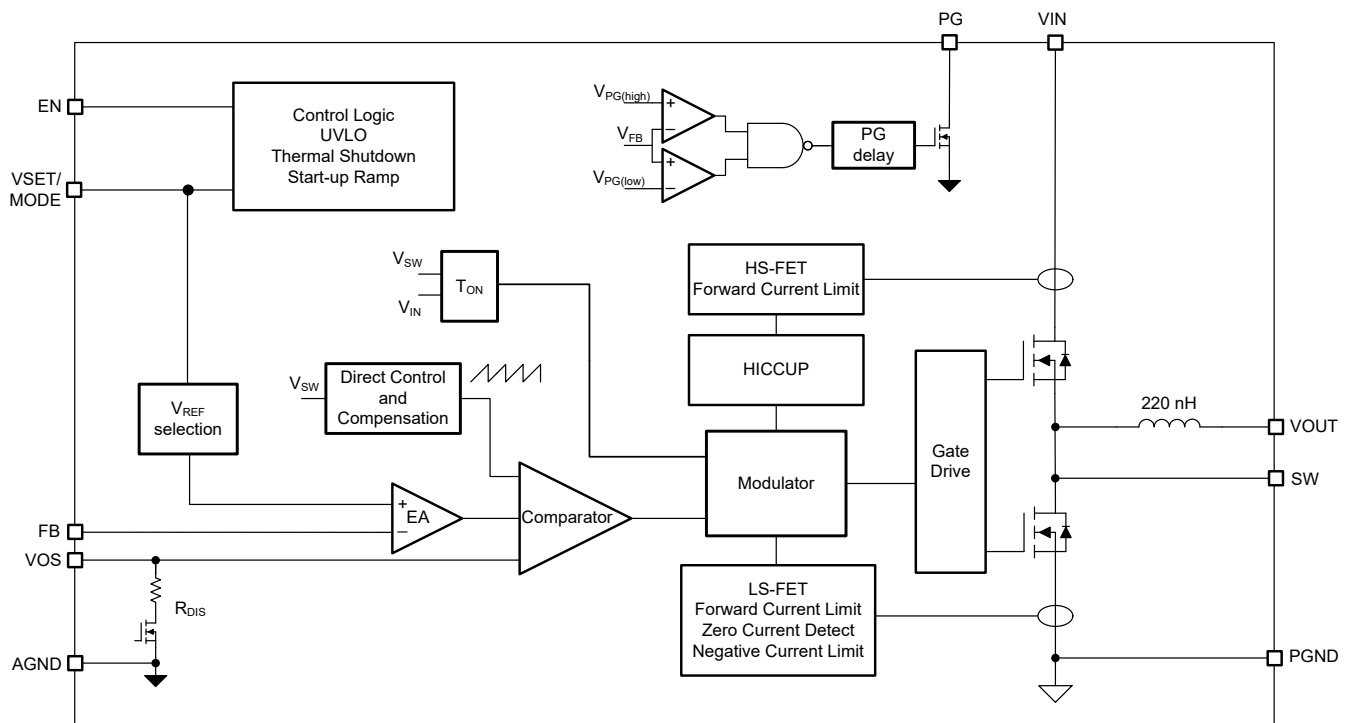 PG
VIN
EN
Control Logic
UVLO
Thermal Shutdown
Start-up Ramp
VPG(high)
+
−
VFB
+
VPG(low)
−
PG
delay
VSET/
MODE
VSW
VIN
TON
HS-FET
Forward Current Limit
HICCUP
VSW
Direct Control
and
Compensation
VREF
selection
Gate
Drive
220 nH
VOUT
SW
Modulator
+
EA
−
Comparator
FB
VOS
RDIS
LS-FET
Forward Current Limit
Zero Current Detect
Negative Current Limit
AGND
PGND